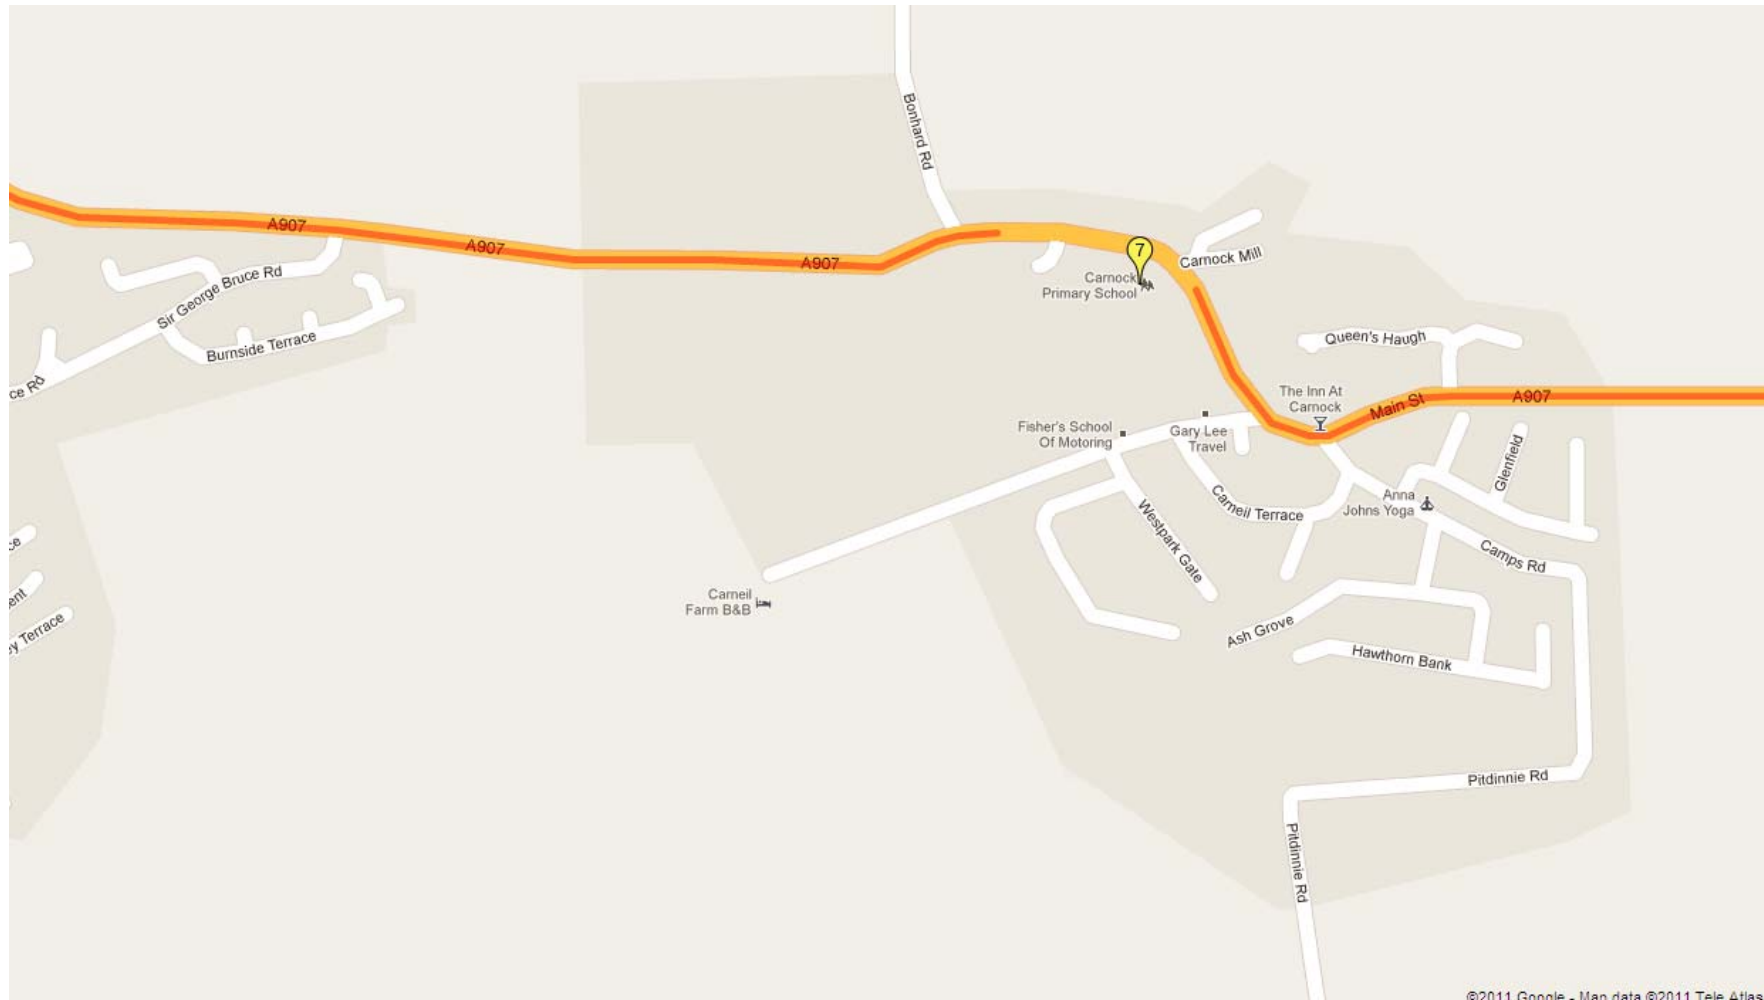 Bonhard Rd
A907
A907
A907
7
Carnock
Primary School
Carnock Mill
Sir George Bruce Rd
Burnside Terrace
ce Rd
Queen's Haugh
The Inn At
Carnock
Main St
A907
Fisher's School
Of Motoring
Gary Lee
Travel
Glenfield
Anna
Johns Yoga
Carneil Terrace
Westpark Gate
Camps Rd
ce
ent
ey Terrace
Carneil
Farm B&B
Ash Grove
Hawthorn Bank
Pitdinnie Rd
Pitdinnie Rd
©2011 Google - Map data ©2011 Tele Atlas